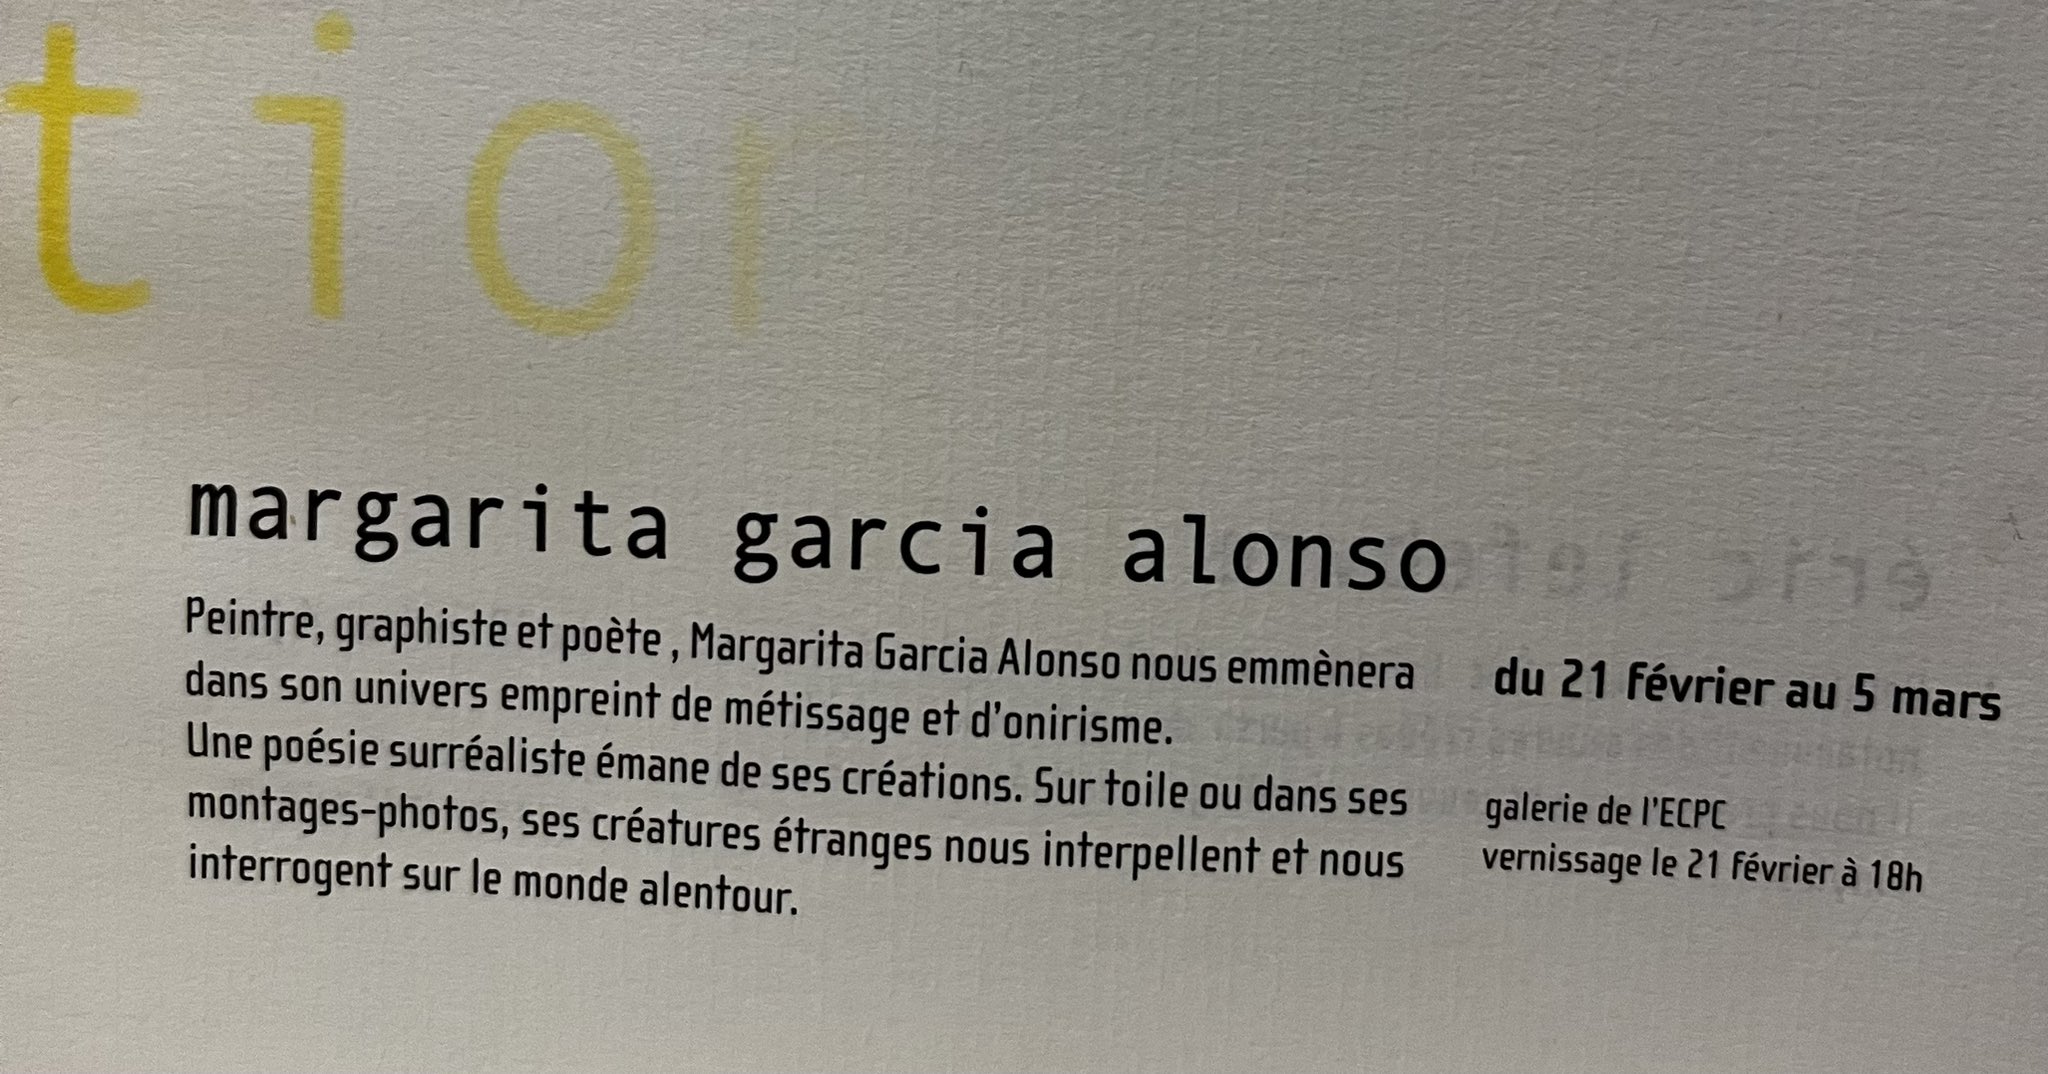 tion
margarita garcia alonso
Peintre, graphiste et poète , Margarita Garcia Alonso nous emmènera
dans son univers empreint de métissage et d'onirisme.
Une poésie surréaliste émane de ses créations. Sur toile ou dans ses
montages-photos, ses créatures étranges nous interpellent et nous
interrogent sur le monde alentour.
du 21 février au 5 mars
galerie de l'ECPC
vernissage le 21 février à 18h